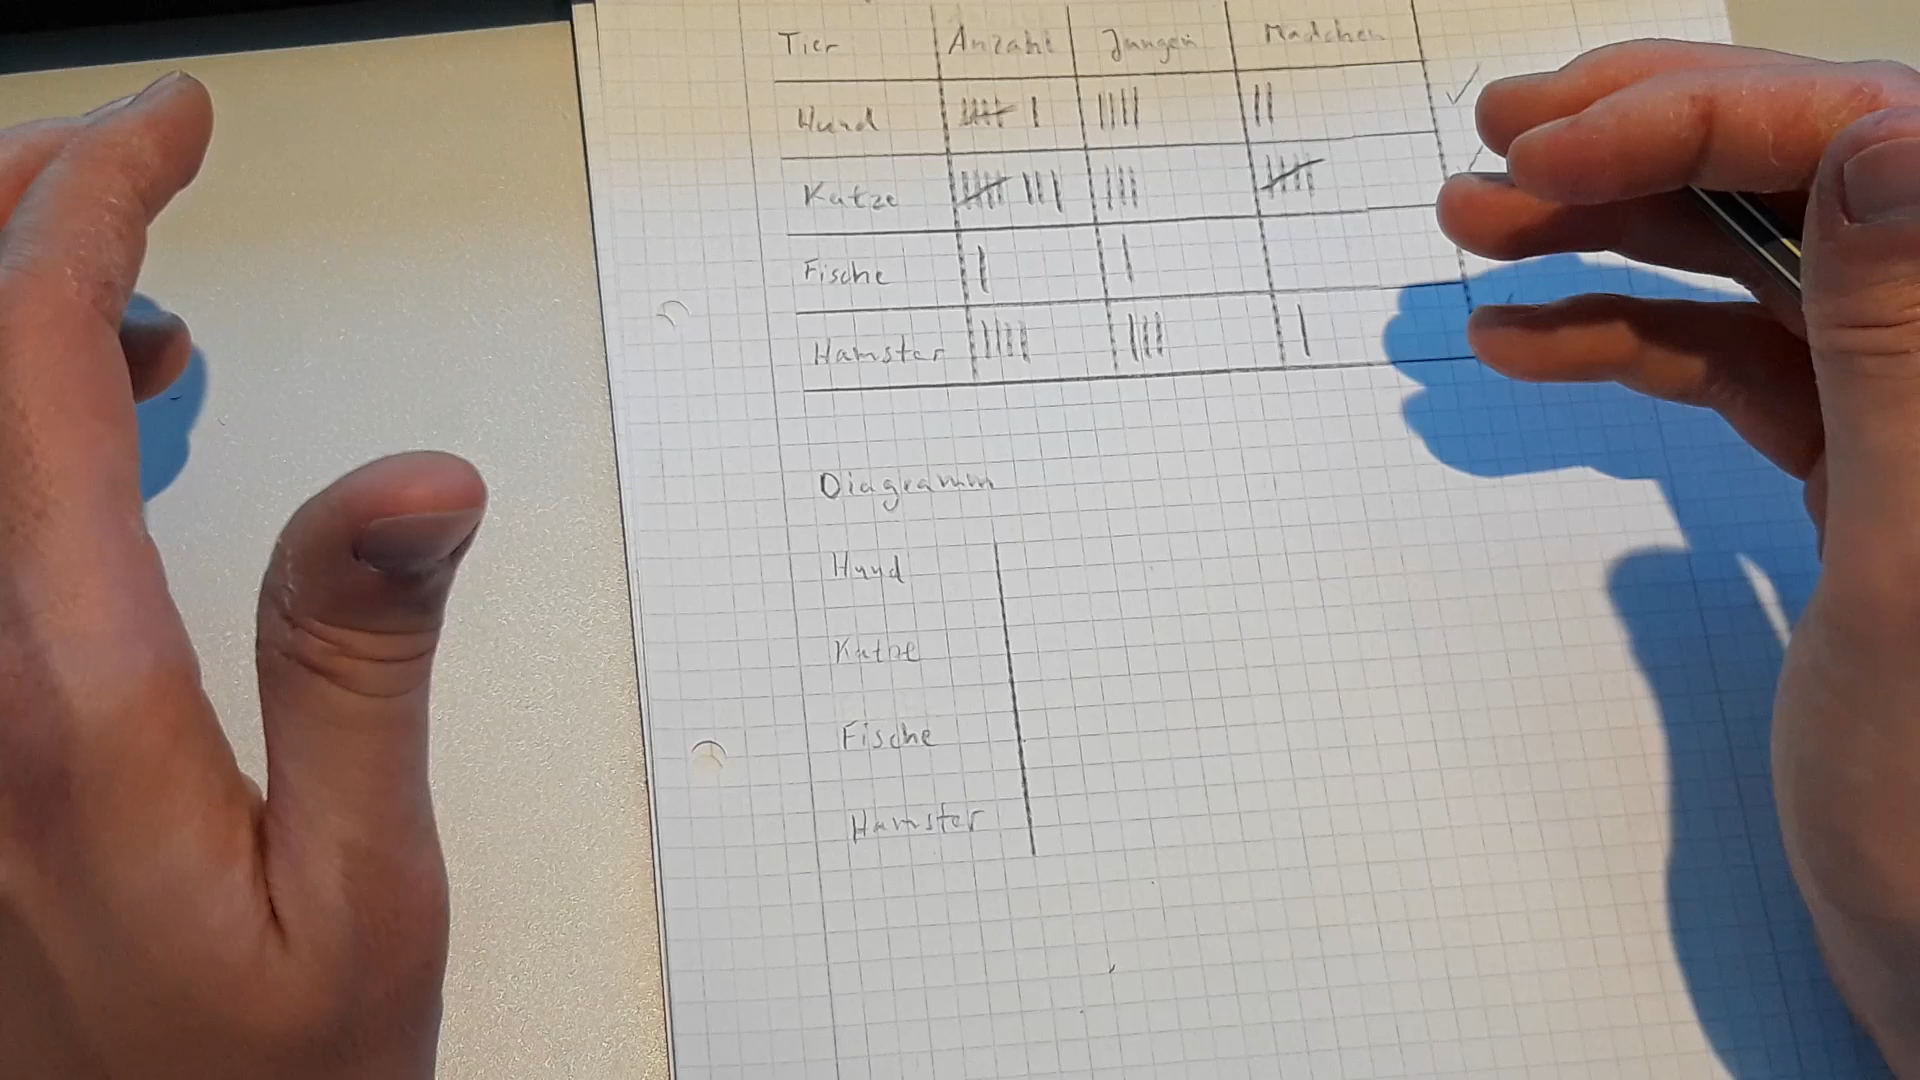 Tier Anzahl Jungen Mädchen
Hund |||| | |||| ||
Katze |||| ||| |||| ||||
Fische | |
Hamster ||||| |||| |
Diagramm
Hund
Katze
Fische
Hamster